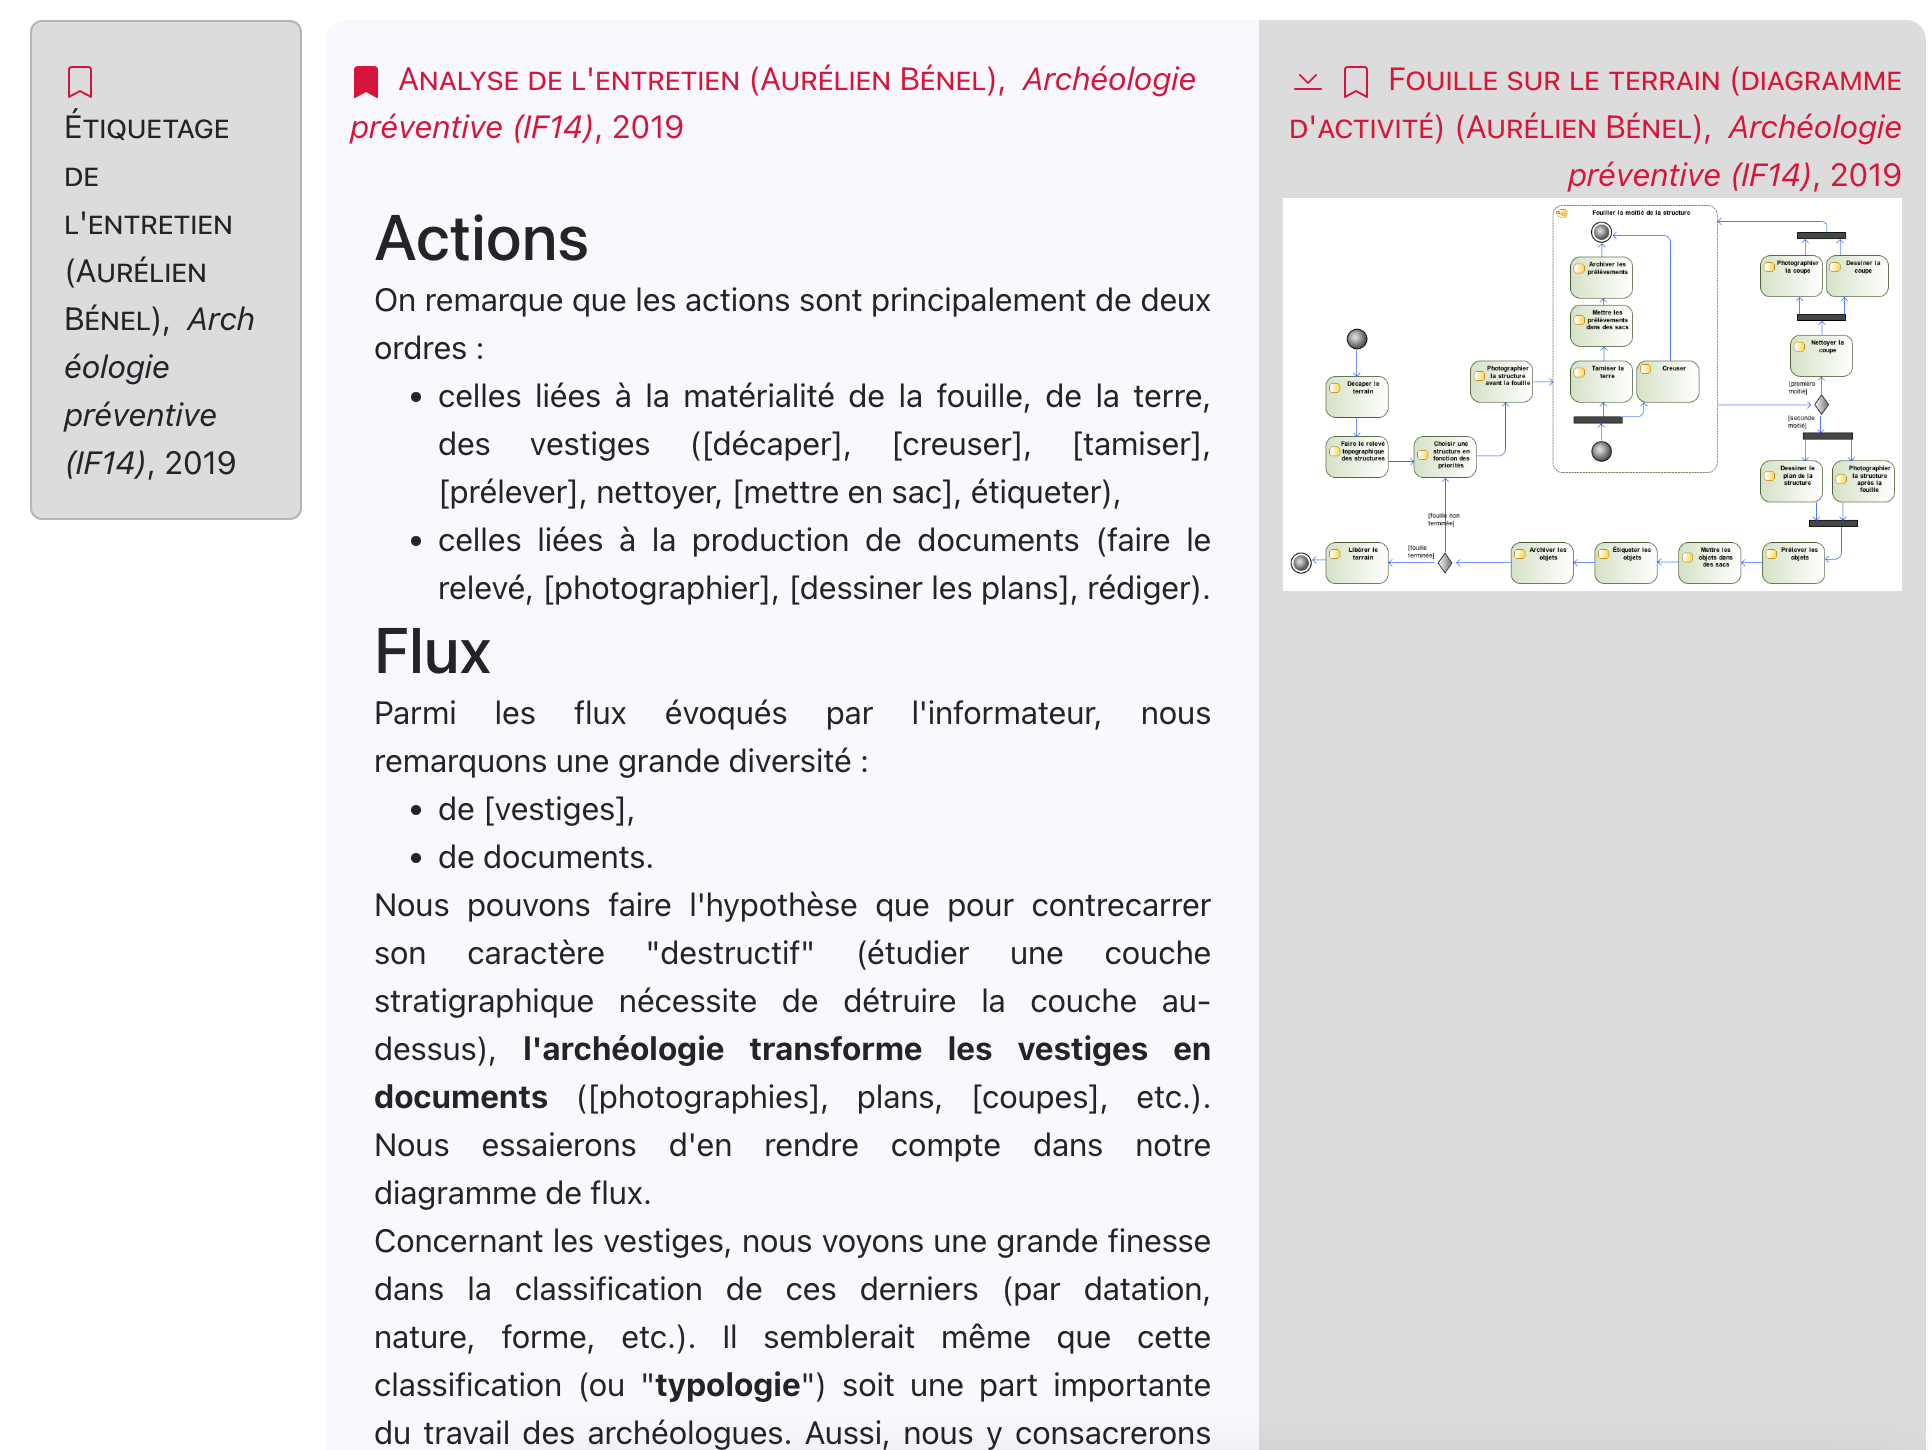 ÉTIQUETAGE
DE
L'ENTRETIEN
(AURÉLIEN
BÉNEL), Arch
éologie
préventive
(IF14), 2019
ANALYSE DE L'ENTRETIEN (AURÉLIEN BÉNEL), Archéologie
préventive (IF14), 2019
Actions
On remarque que les actions sont principalement de deux
ordres :
• celles liées à la matérialité de la fouille, de la terre,
des vestiges ([décaper], [creuser], [tamiser],
[prélever], nettoyer, [mettre en sac], étiqueter),
• celles liées à la production de documents (faire le
relevé, [photographier], [dessiner les plans], rédiger).
Flux
Parmi les flux évoqués par l'informateur, nous
remarquons une grande diversité :
• de [vestiges],
• de documents.
Nous pouvons faire l'hypothèse que pour contrecarrer
son caractère "destructif" (étudier une couche
stratigraphique nécessite de détruire la couche au-
dessus), l'archéologie transforme les vestiges en
documents ([photographies], plans, [coupes], etc.).
Nous essaierons d'en rendre compte dans notre
diagramme de flux.
Concernant les vestiges, nous voyons une grande finesse
dans la classification de ces derniers (par datation,
nature, forme, etc.). Il semblerait même que cette
classification (ou "typologie") soit une part importante
du travail des archéologues. Aussi, nous y consacrerons
FOUILLE SUR LE TERRAIN (DIAGRAMME
D'ACTIVITÉ) (AURÉLIEN BÉNEL), Archéologie
préventive (IF14), 2019
Fouiller la moitié de la structure
Archiver les
prélèvements
Mettre les
prélèvements
dans des sacs
Tamiser la
terre
Creuser
Photographier
la coupe
Dessiner la
coupe
Nettoyer la
coupe
[première
moitié]
[seconde
moitié]
Décaper le
terrain
Photographier
la structure
avant la fouille
Faire le relevé
topographique
des structures
Choisir une
structure en
fonction des
priorités
Dessiner le
plan de la
structure
Photographier
la structure
après la
fouille
[fouille non
terminée]
[fouille
terminée]
Libérer le
terrain
Archiver les
objets
Étiqueter les
objets
Mettre les
objets dans
des sacs
Prélever les
objets